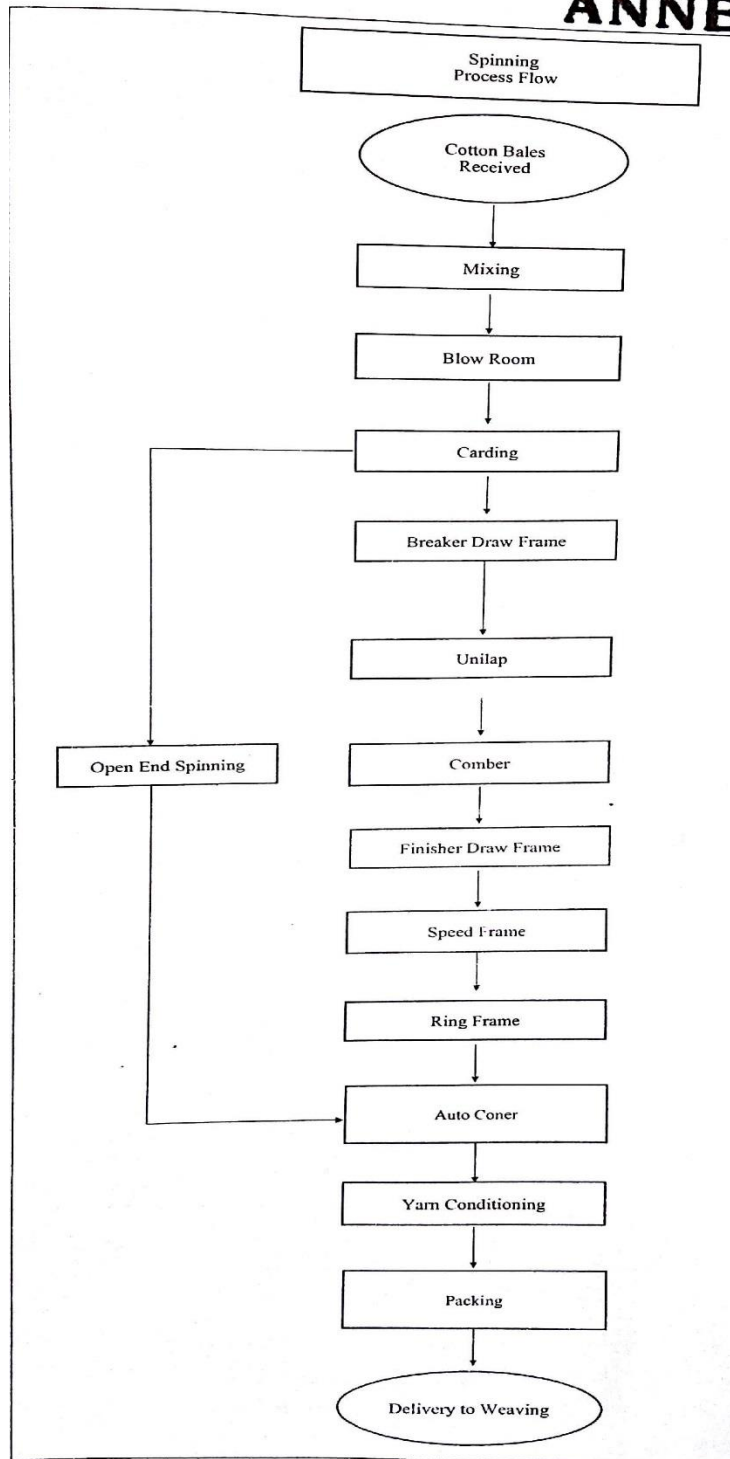 ANNE
Spinning
Process Flow
Cotton Bales
Received
Mixing
Blow Room
Carding
Breaker Draw Frame
Unilap
Open End Spinning
Comber
Finisher Draw Frame
Speed Frame
Ring Frame
Auto Coner
Yarn Conditioning
Packing
Delivery to Weaving